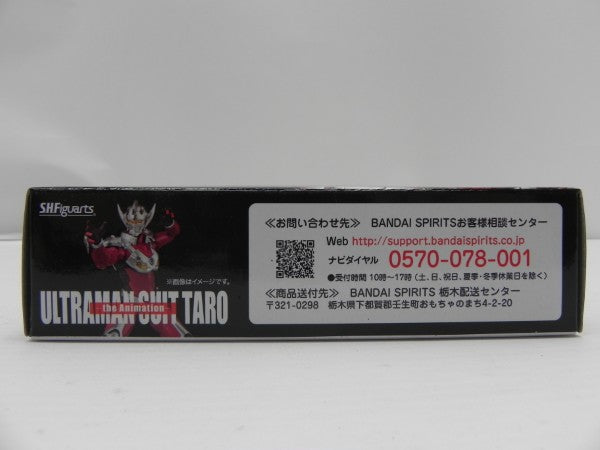 S.H.Figuarts
※画像はイメージです。
ULTRAMAN SUIT TARO
-the Animation-
≪お問い合わせ先≫ BANDAI SPIRITSお客様相談センター
Web http://support.bandaispirits.co.jp
ナビダイヤル 0570-078-001
●受付時間 10時〜17時 (土、日、祝日、夏季・冬季休業日を除く)
≪商品送付先≫ BANDAI SPIRITS 栃木配送センター
〒321-0298 栃木県下都賀郡壬生町おもちゃのまち4-2-20